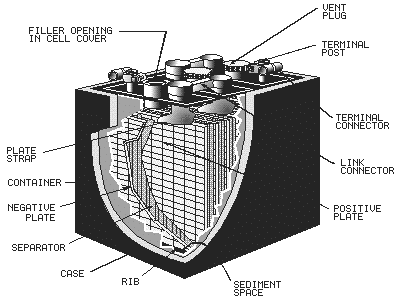 VENT
PLUG
FILLER OPENING
IN CELL COVER
TERMINAL
POST
TERMINAL
CONNECTOR
PLATE
STRAP
LINK
CONNECTOR
CONTAINER
NEGATIVE
PLATE
POSITIVE
PLATE
SEPARATOR
CASE
RIB
SEDIMENT
SPACE